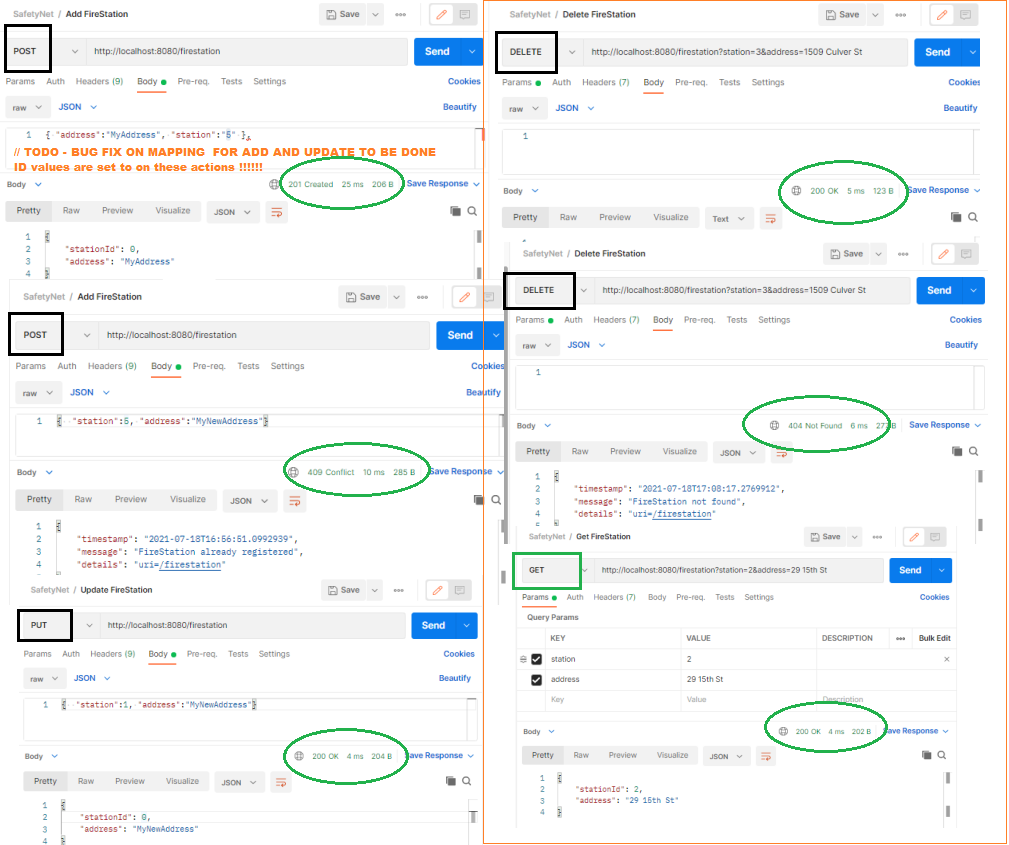 SafetyNet / Add FireStation
Save
POST
http://localhost:8080/firestation
Send
Params Auth Headers (9) Body Pre-req. Tests Settings
Cookies
raw
JSON
Beautify
1 { "address":"MyAddress", "station":"5" },
// TODO - BUG FIX ON MAPPING FOR ADD AND UPDATE TO BE DONE
ID values are set to on these actions !!!!!!
Body
201 Created 25 ms 206 B
Save Response
Pretty Raw Preview Visualize
JSON
1 {
2 "stationId": 0,
3 "address": "MyAddress"
4 }
SafetyNet / Add FireStation
Save
POST
http://localhost:8080/firestation
Send
Params Auth Headers (9) Body Pre-req. Tests Settings
Cookies
raw
JSON
Beautify
1 { "station":5, "address":"MyNewAddress"}
Body
409 Conflict 10 ms 285 B
Save Response
Pretty Raw Preview Visualize
JSON
1 {
2 "timestamp": "2021-07-18T16:56:51.0992939",
3 "message": "FireStation already registered",
4 "details": "uri=/firestation"
SafetyNet / Update FireStation
Save
PUT
http://localhost:8080/firestation
Send
Params Auth Headers (9) Body Pre-req. Tests Settings
Cookies
raw
JSON
Beautify
1 { "station":1, "address":"MyNewAddress"}
Body
200 OK 4 ms 204 B
Save Response
Pretty Raw Preview Visualize
JSON
1 {
2 "stationId": 0,
3 "address": "MyNewAddress"
4 }
SafetyNet / Delete FireStation
Save
DELETE
http://localhost:8080/firestation?station=3&address=1509 Culver St
Send
Params Auth Headers (7) Body Pre-req. Tests Settings
Cookies
raw
JSON
Beautify
1
Body
200 OK 5 ms 123 B
Save Response
Pretty Raw Preview Visualize
Text
SafetyNet / Delete FireStation
Save
DELETE
http://localhost:8080/firestation?station=3&address=1509 Culver St
Send
Params Auth Headers (7) Body Pre-req. Tests Settings
Cookies
raw
JSON
Beautify
1
Body
404 Not Found 6 ms 273 B
Save Response
Pretty Raw Preview Visualize
JSON
1 {
2 "timestamp": "2021-07-18T17:08:17.2769912",
3 "message": "FireStation not found",
4 "details": "uri=/firestation"
5 }
SafetyNet / Get FireStation
Save
GET
http://localhost:8080/firestation?station=2&address=29 15th St
Send
Params Auth Headers (7) Body Pre-req. Tests Settings
Cookies
Query Params
KEY VALUE DESCRIPTION Bulk Edit
station 2
address 29 15th St
Key Value Description
Body
200 OK 4 ms 202 B
Save Response
Pretty Raw Preview Visualize
JSON
1 {
2 "stationId": 2,
3 "address": "29 15th St"
4 }